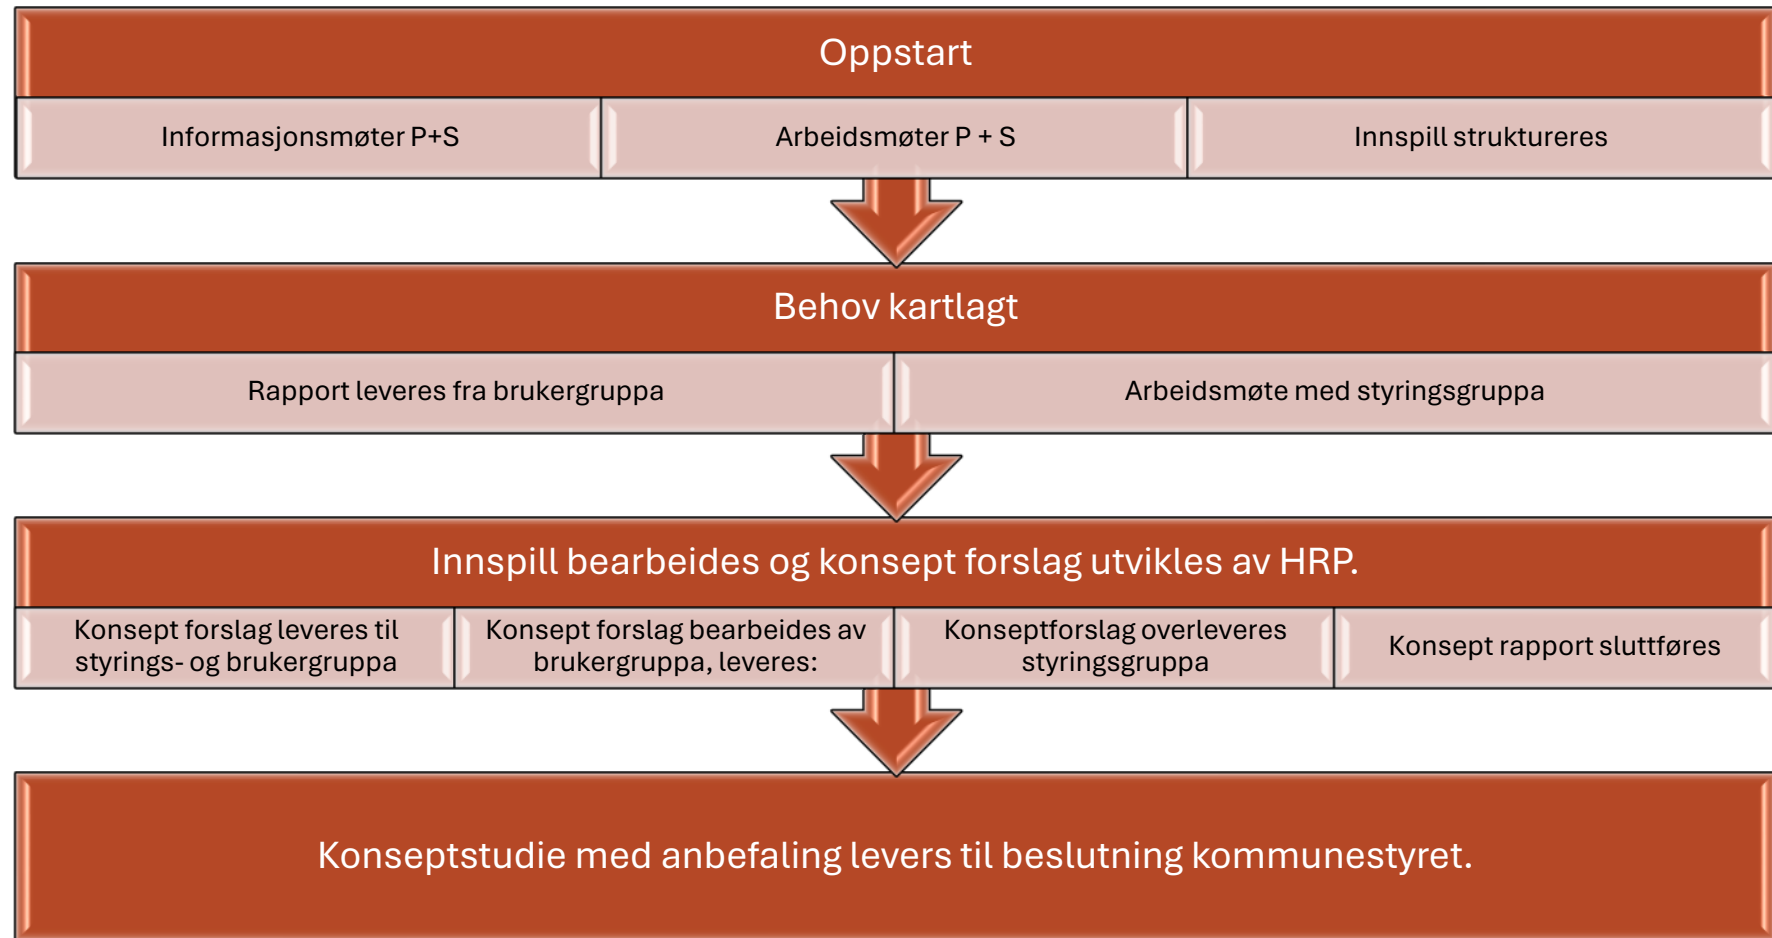 Oppstart
Informasjonsmøter P+S
Arbeidsmøter P + S
Innspill struktureres
Behov kartlagt
Rapport leveres fra brukergruppa
Arbeidsmøte med styringsgruppa
Innspill bearbeides og konsept forslag utvikles av HRP.
Konsept forslag leveres til
styrings- og brukergruppa
Konsept forslag bearbeides av
brukergruppa, leveres:
Konseptforslag overleveres
styringsgruppa
Konsept rapport sluttføres
Konseptstudie med anbefaling levers til beslutning kommunestyret.